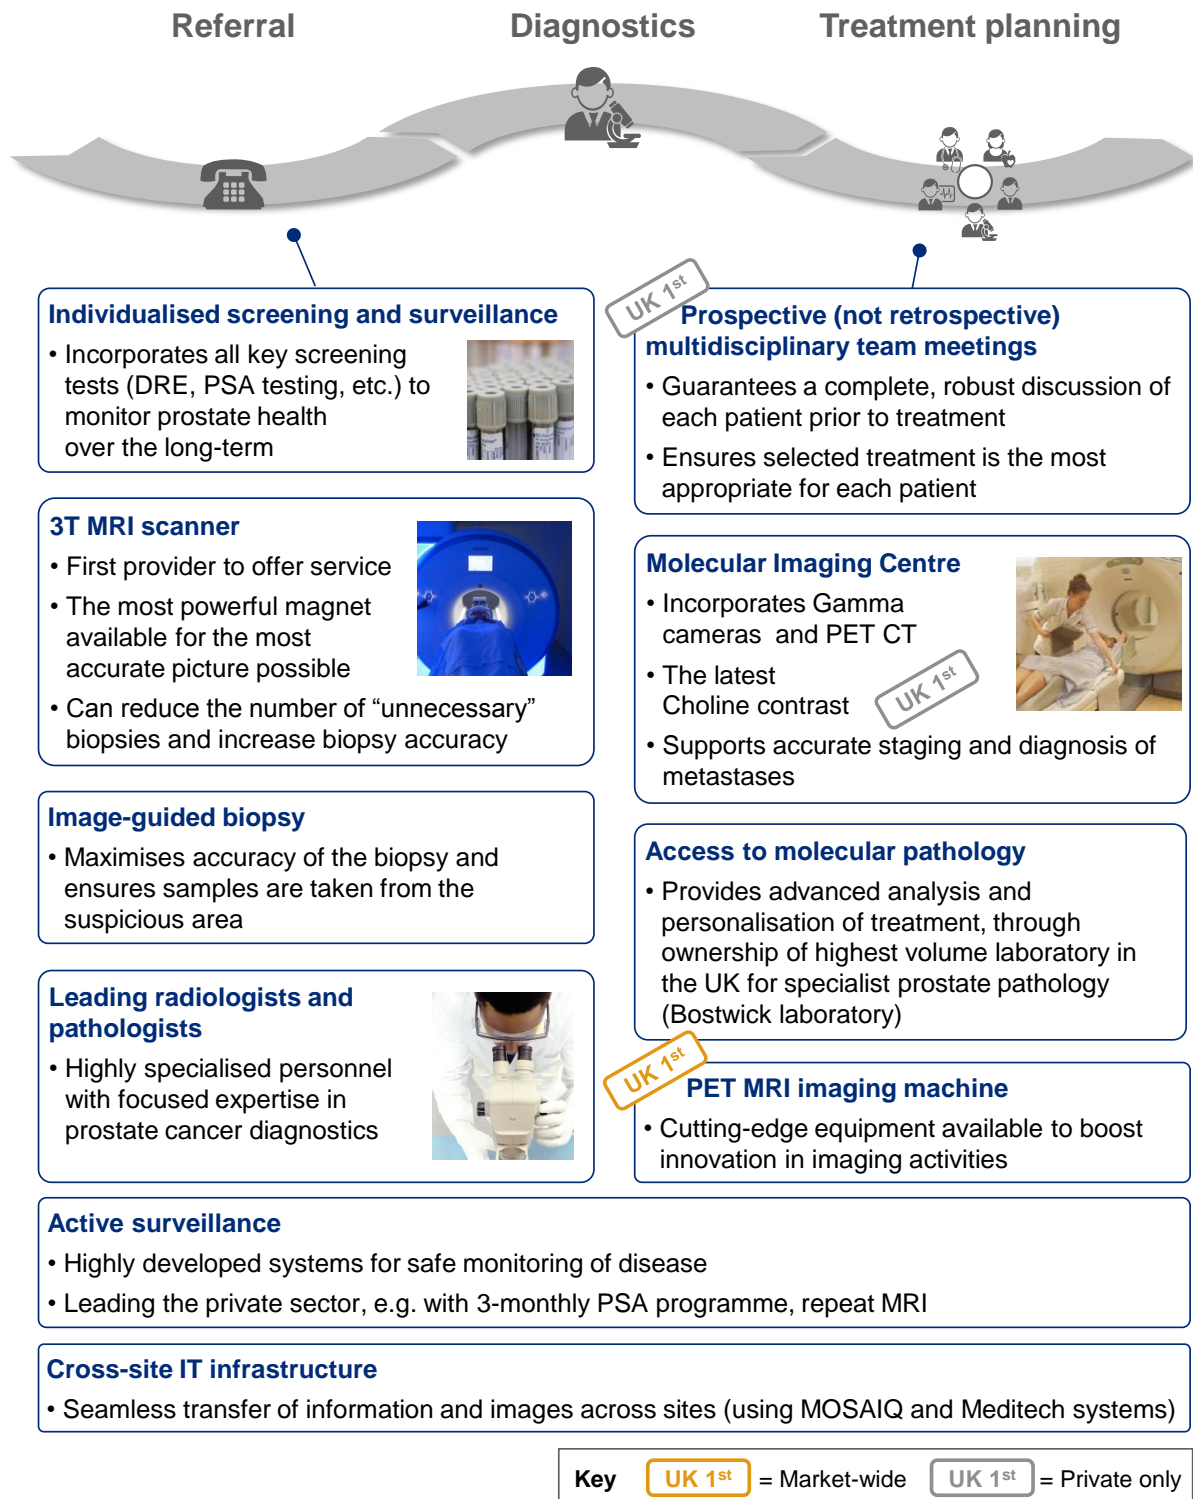 Referral
Diagnostics
Treatment planning
Individualised screening and surveillance
• Incorporates all key screening
tests (DRE, PSA testing, etc.) to
monitor prostate health
over the long-term
3T MRI scanner
• First provider to offer service
• The most powerful magnet
available for the most
accurate picture possible
• Can reduce the number of “unnecessary”
biopsies and increase biopsy accuracy
Image-guided biopsy
• Maximises accuracy of the biopsy and
ensures samples are taken from the
suspicious area
Leading radiologists and
pathologists
• Highly specialised personnel
with focused expertise in
prostate cancer diagnostics
UK 1st
Prospective (not retrospective)
multidisciplinary team meetings
• Guarantees a complete, robust discussion of
each patient prior to treatment
• Ensures selected treatment is the most
appropriate for each patient
Molecular Imaging Centre
• Incorporates Gamma
cameras and PET CT
• The latest
Choline contrast
UK 1st
• Supports accurate staging and diagnosis of
metastases
Access to molecular pathology
• Provides advanced analysis and
personalisation of treatment, through
ownership of highest volume laboratory in
the UK for specialist prostate pathology
(Bostwick laboratory)
UK 1st
PET MRI imaging machine
• Cutting-edge equipment available to boost
innovation in imaging activities
Active surveillance
• Highly developed systems for safe monitoring of disease
• Leading the private sector, e.g. with 3-monthly PSA programme, repeat MRI
Cross-site IT infrastructure
• Seamless transfer of information and images across sites (using MOSAIQ and Meditech systems)
Key UK 1st = Market-wide UK 1st = Private only